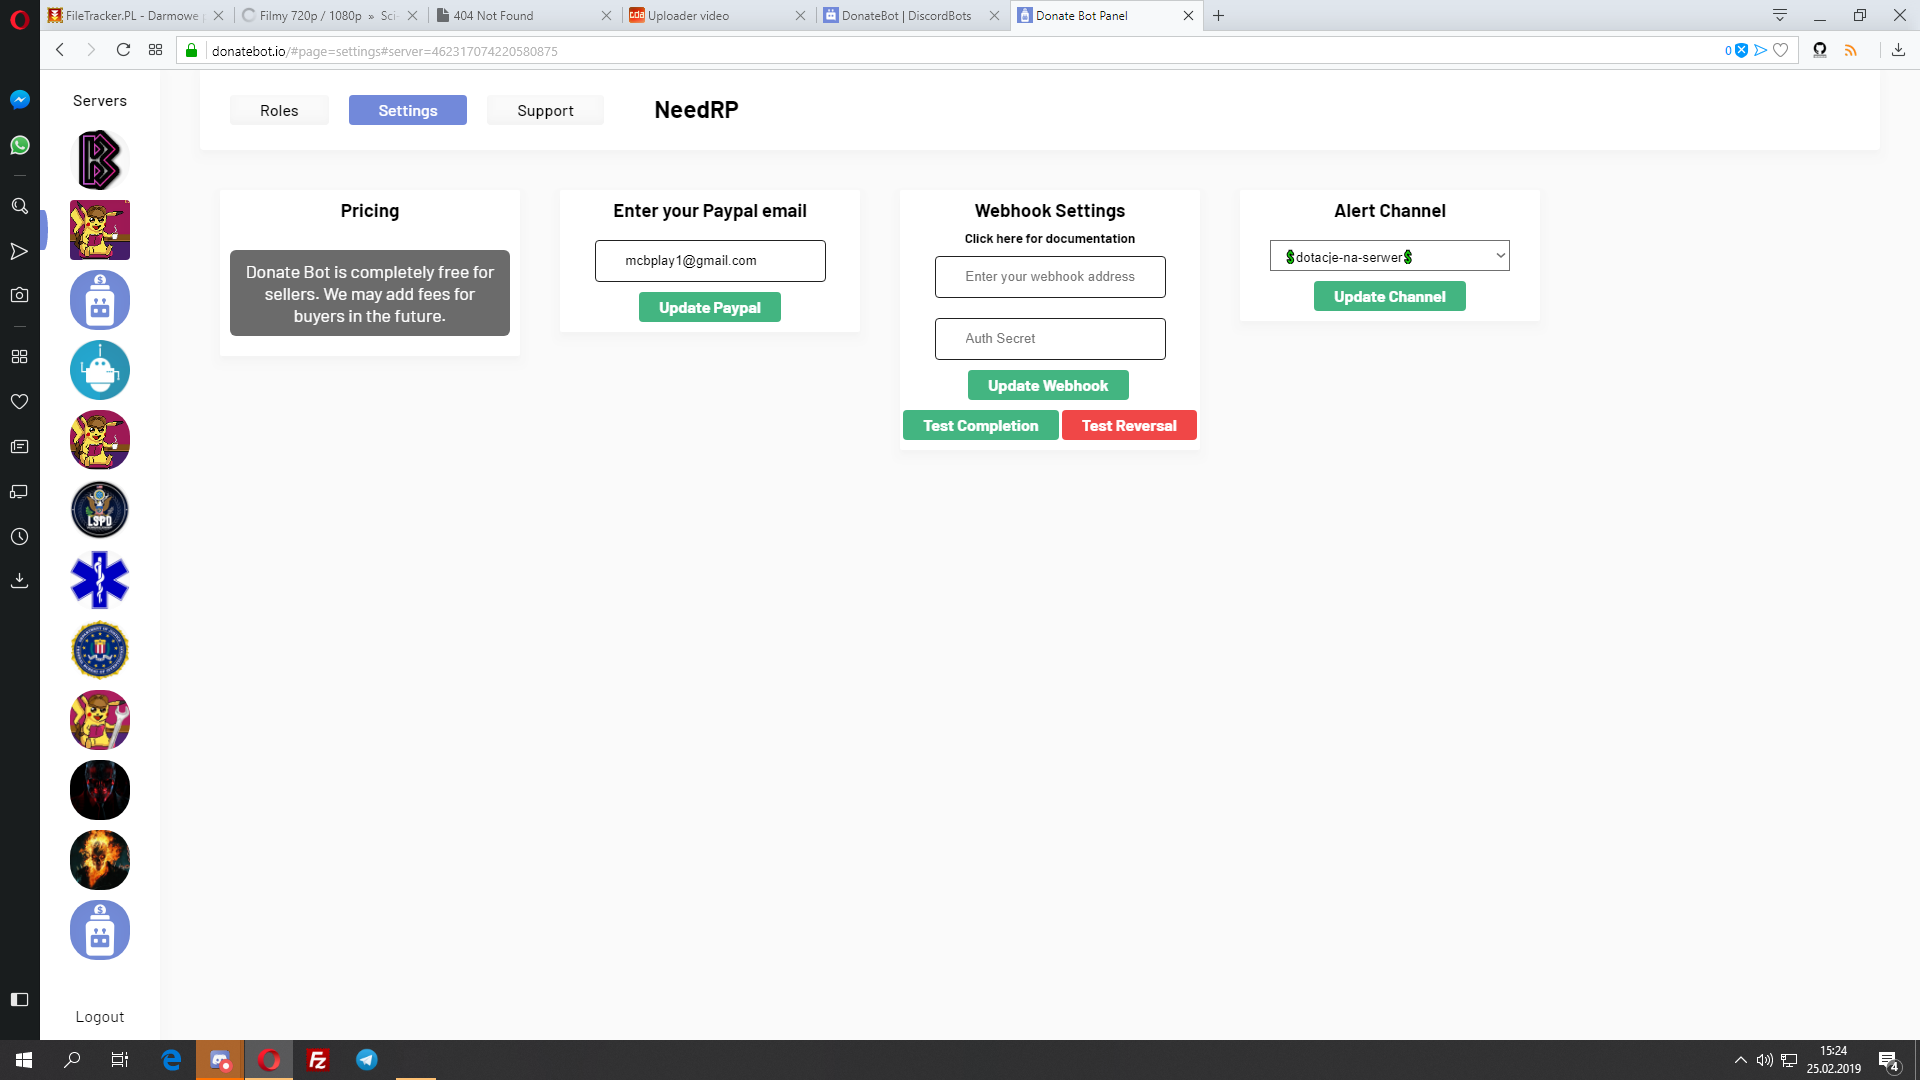 FileTracker.PL - Darmowe
Filmy 720p / 1080p » Sci-
404 Not Found
cda Uploader video
DonateBot | DiscordBots
Donate Bot Panel
donatebot.io/#page=settings#server=462317074220580875
0
Servers
Roles
Settings
Support
NeedRP
Pricing
Donate Bot is completely free for
sellers. We may add fees for
buyers in the future.
Enter your Paypal email
mcbplay1@gmail.com
Update Paypal
Webhook Settings
Click here for documentation
Enter your webhook address
Auth Secret
Update Webhook
Test Completion
Test Reversal
Alert Channel
💲dotacje-na-serwer💲
Update Channel
LSPD
Logout
15:24
25.02.2019
4